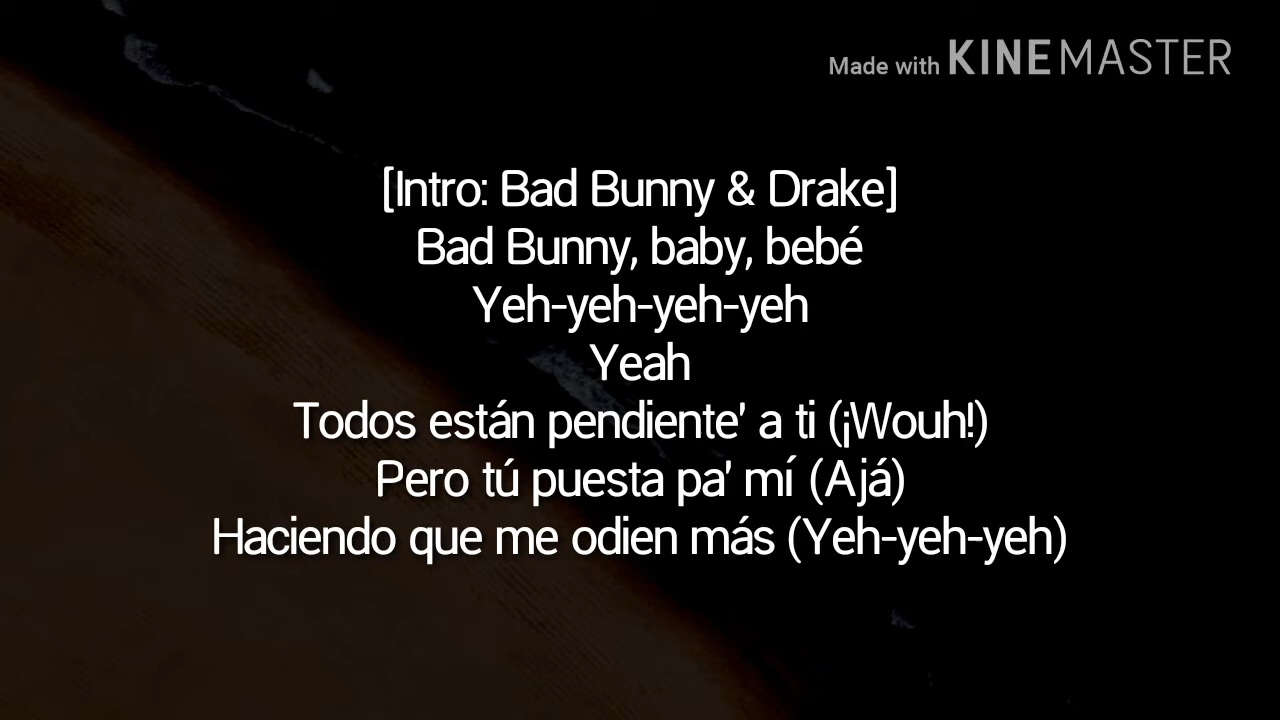 Made with KINEMASTER
[Intro: Bad Bunny & Drake]
Bad Bunny, baby, bebé
Yeh-yeh-yeh-yeh
Yeah
Todos están pendiente' a ti (¡Wouh!)
Pero tú puesta pa' mí (Ajá)
Haciendo que me odien más (Yeh-yeh-yeh)